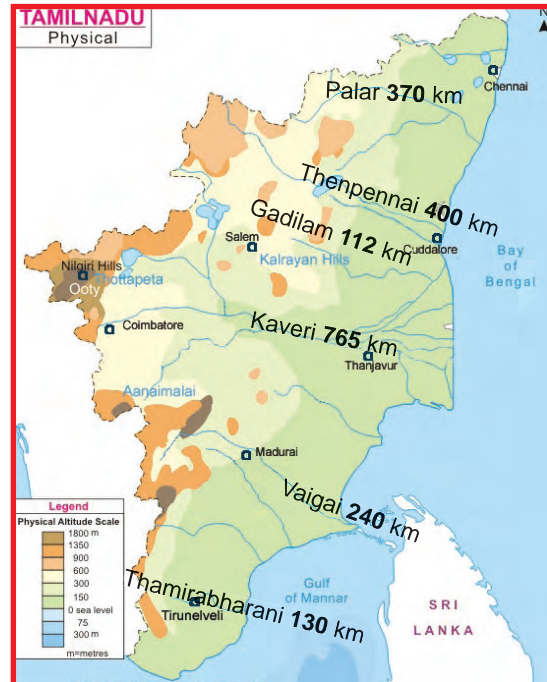 TAMILNADU
Physical
N
Chennai
Palar 370 km
Thenpennai 400 km
Gadilam 112 km
Cuddalore
Salem
Kalrayan Hills
Bay
of
Bengal
Nilgiri Hills
Thottapeta
Ooty
Coimbatore
Kaveri 765 km
Thanjavur
Aanaimalai
Madurai
Vaigai 240 km
Legend
Physical Altitude Scale
1800 m
1350
900
600
300
150
0 sea level
75
300 m
m=metres
Thamirabharani 130 km
Tirunelveli
Gulf
of Mannar
SRI
LANKA